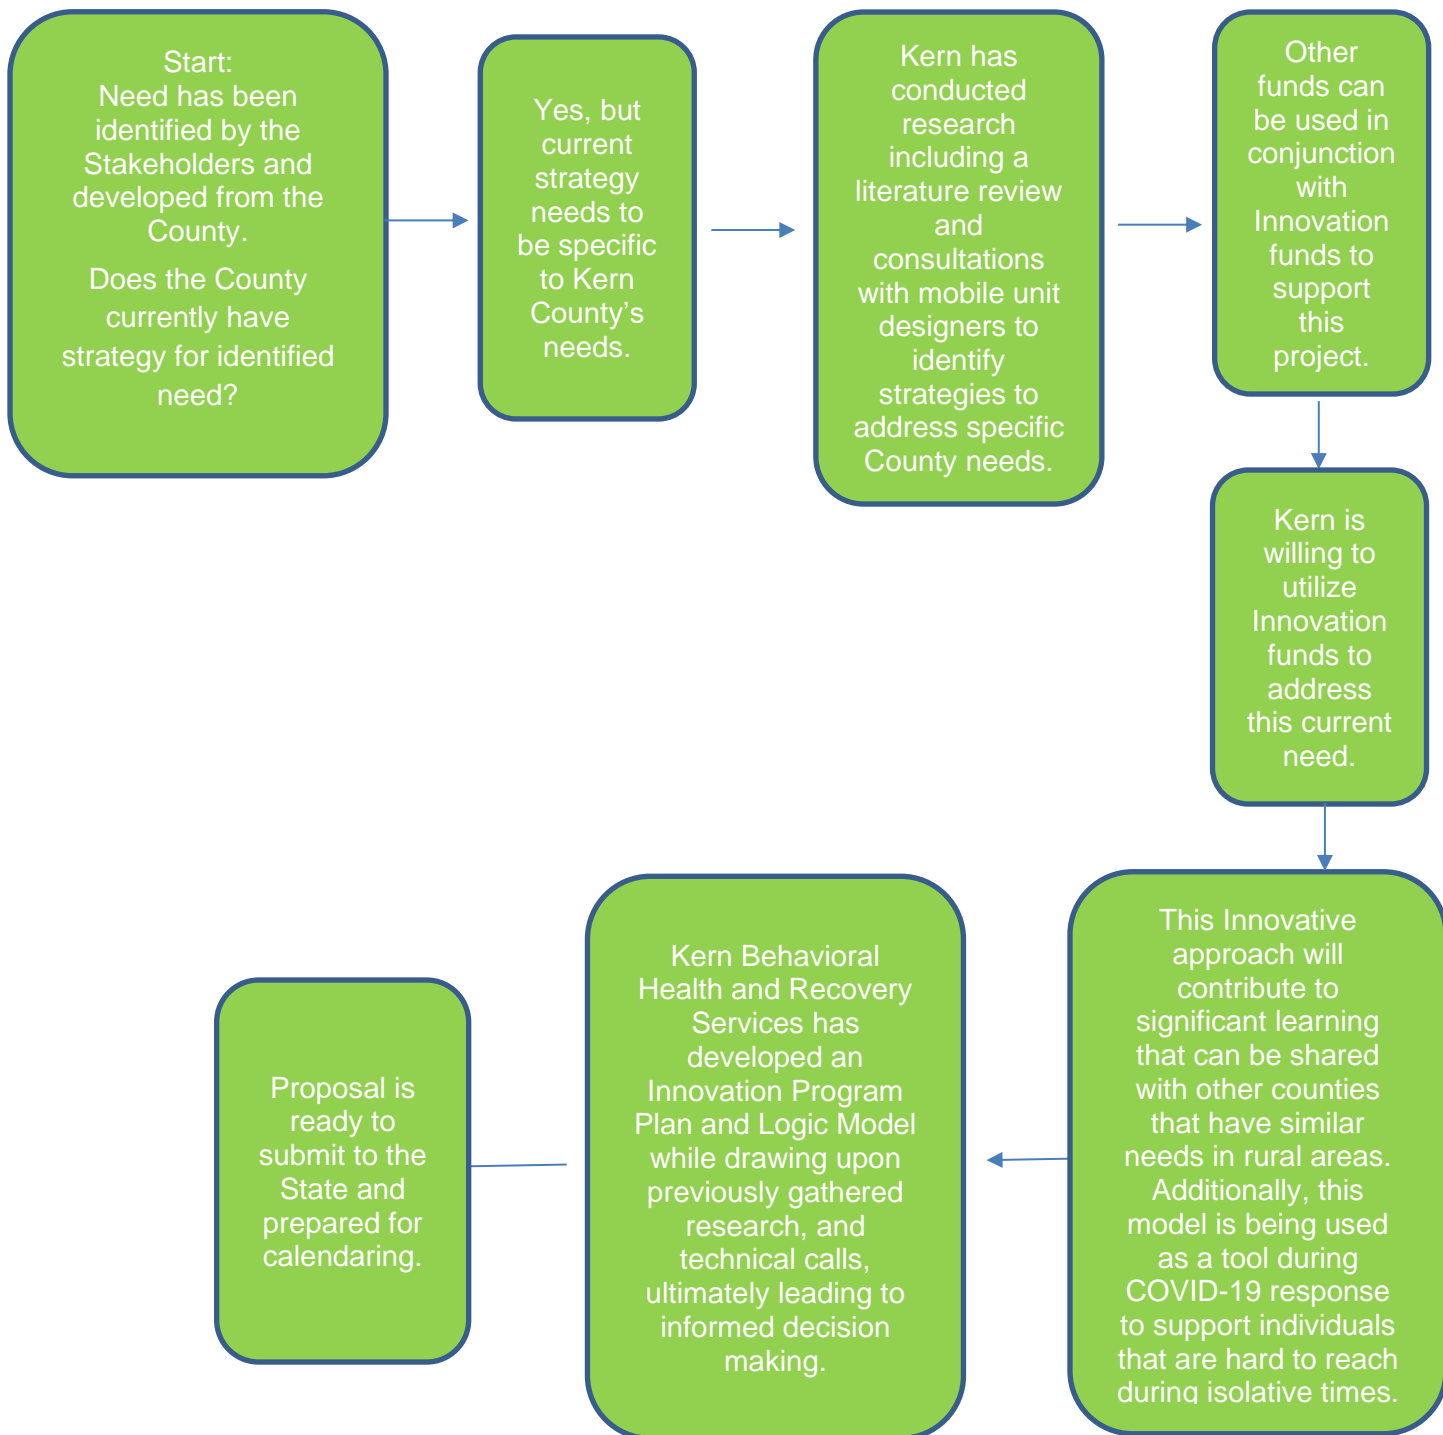 Start:
Need has been
identified by the
Stakeholders and
developed from the
County.
Does the County
currently have
strategy for identified
need?
Yes, but
current
strategy
needs to
be specific
to Kern
County’s
needs.
Kern has
conducted
research
including a
literature review
and
consultations
with mobile unit
designers to
identify
strategies to
address specific
County needs.
Other
funds can
be used in
conjunction
with
Innovation
funds to
support
this
project.
Kern is
willing to
utilize
Innovation
funds to
address
this current
need.
This Innovative
approach will
contribute to
significant learning
that can be shared
with other counties
that have similar
needs in rural areas.
Additionally, this
model is being used
as a tool during
COVID-19 response
to support individuals
that are hard to reach
during isolative times.
Kern Behavioral
Health and Recovery
Services has
developed an
Innovation Program
Plan and Logic Model
while drawing upon
previously gathered
research, and
technical calls,
ultimately leading to
informed decision
making.
Proposal is
ready to
submit to the
State and
prepared for
calendaring.